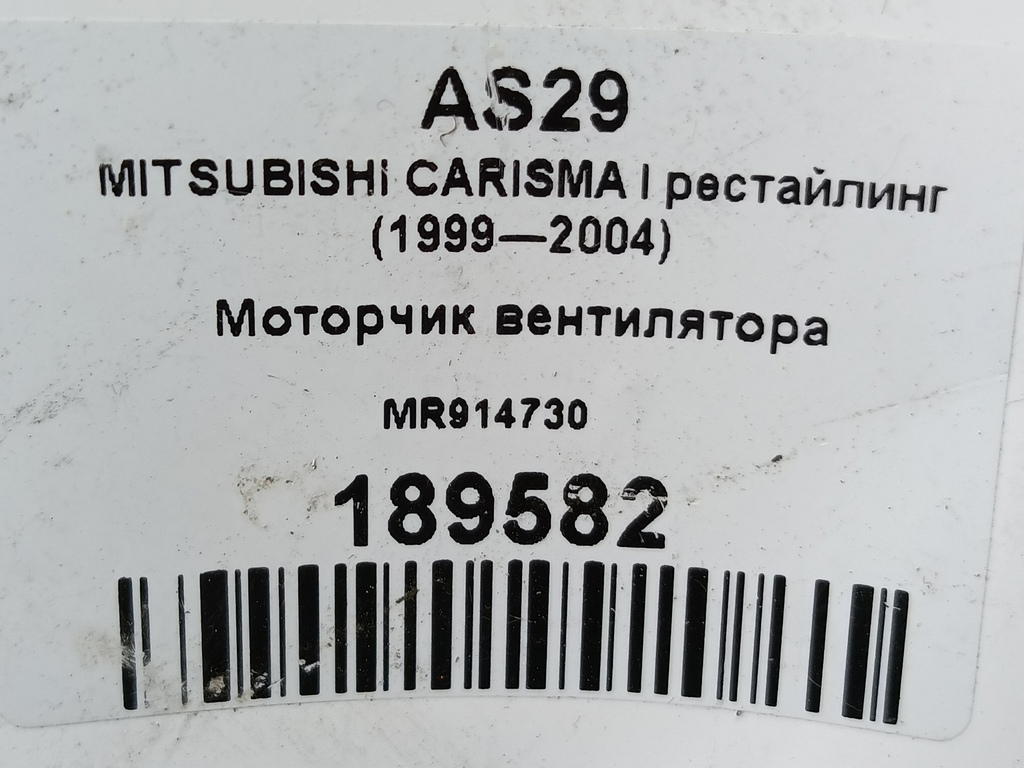 AS29
MITSUBISHI CARISMA I рестайлинг
(1999—2004)
Моторчик вентилятора
MR914730
189582